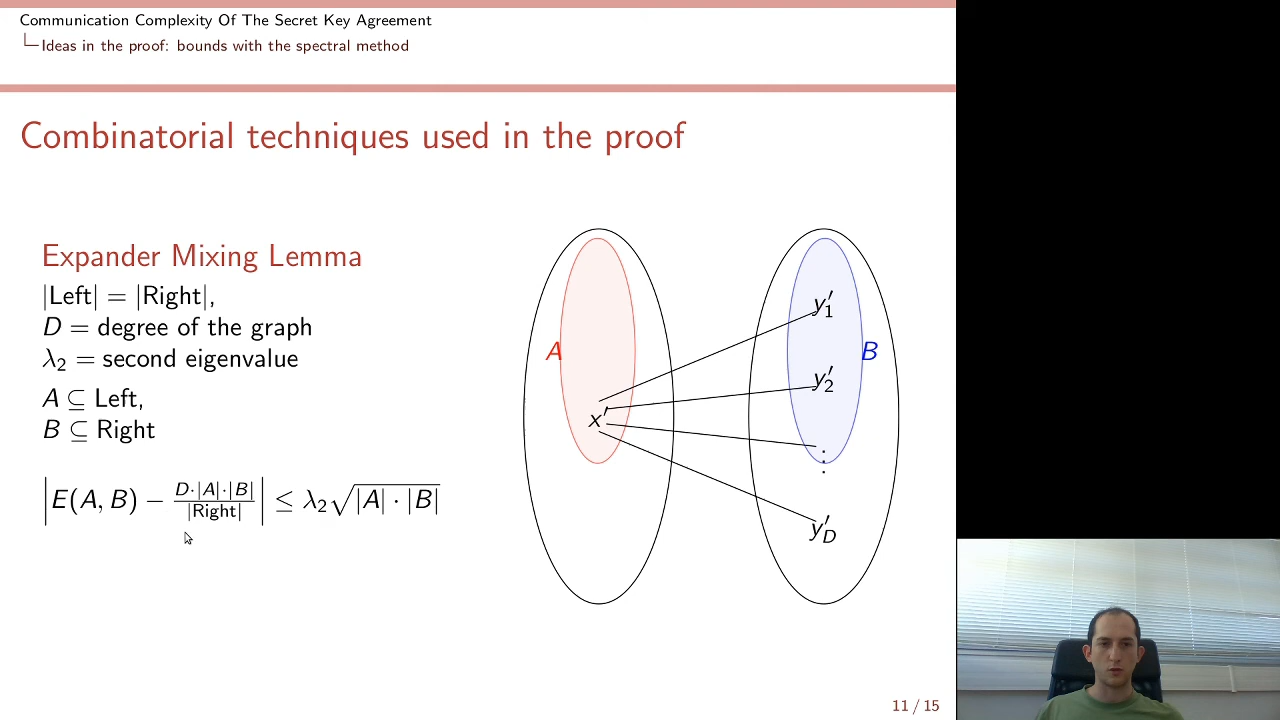 Communication Complexity Of The Secret Key Agreement
Ideas in the proof: bounds with the spectral method
Combinatorial techniques used in the proof
Expander Mixing Lemma
|Left| = |Right|,
D = degree of the graph
λ₂ = second eigenvalue
A ⊆ Left,
B ⊆ Right
|E(A, B) − D·|A|·|B| / |Right|| ≤ λ₂√|A| · |B|
A
x′
y′₁
y′₂
⋮
y′D
B
11 / 15